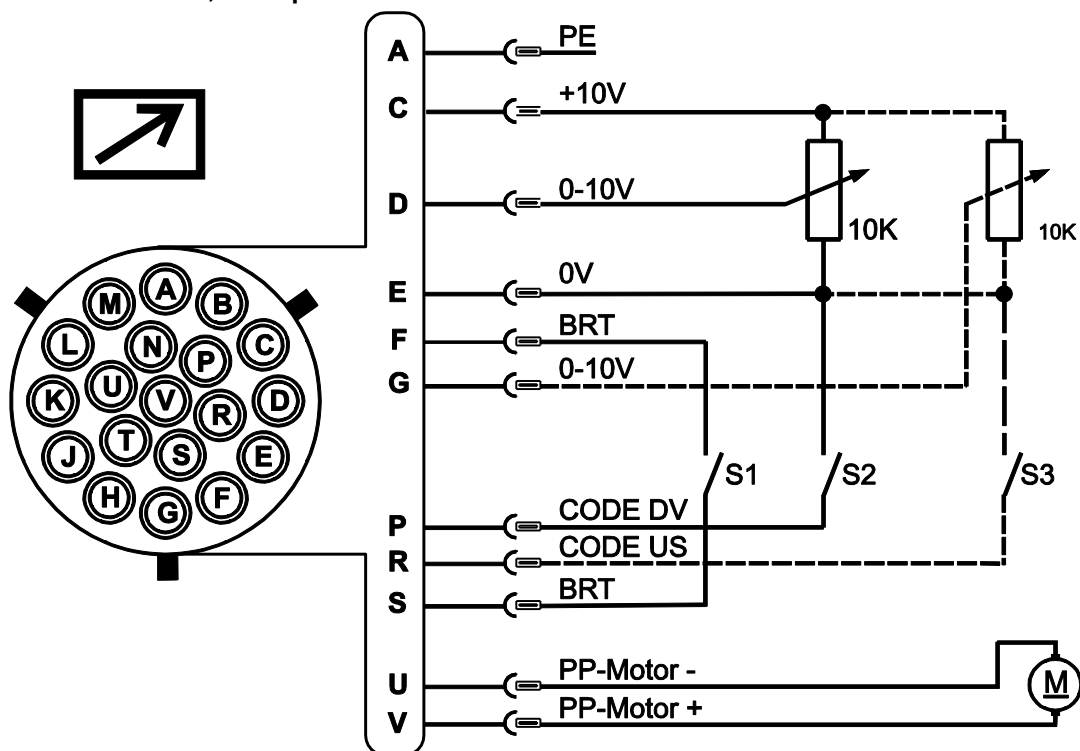 A PE
C +10V
D 0-10V
10K
10K
E 0V
F BRT
G 0-10V
S1
S2
S3
P CODE DV
R CODE US
S BRT
U PP-Motor -
V PP-Motor +
M
A
M
B
L
N
P
C
K
U
V
R
D
J
T
S
E
H
G
F